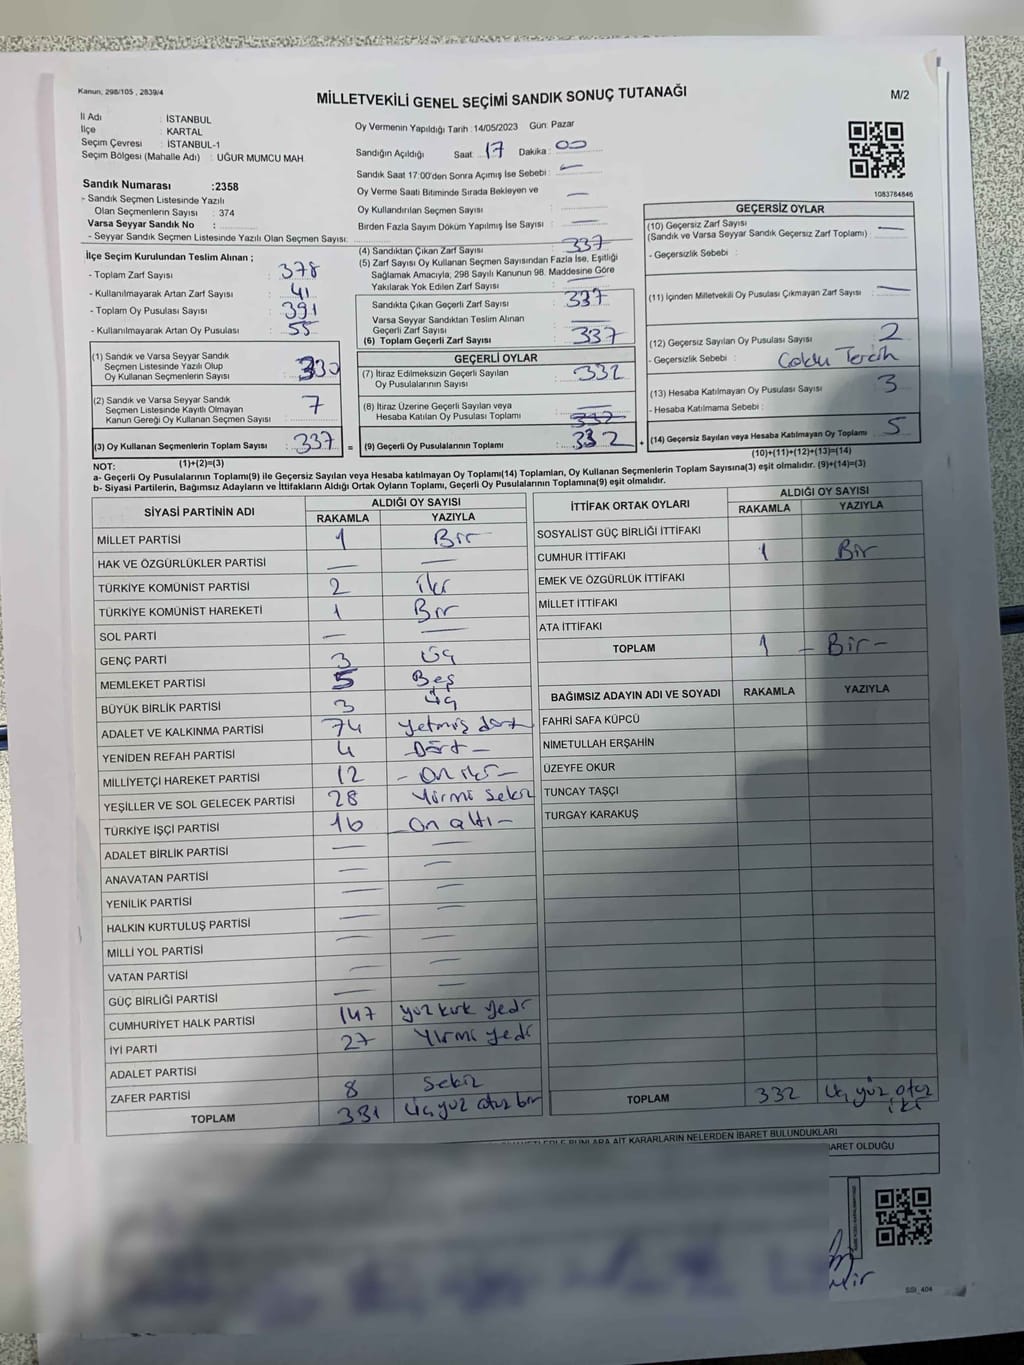 Kanun, 298/105 , 2839/4
MİLLETVEKİLİ GENEL SEÇİMİ SANDIK SONUÇ TUTANAĞI
M/2
İl Adı : İSTANBUL
İlçe : KARTAL
Seçim Çevresi : İSTANBUL-1
Seçim Bölgesi (Mahalle Adı) : UĞUR MUMCU MAH.
Oy Vermenin Yapıldığı Tarih :14/05/2023 Gün: Pazar
Sandığın Açıldığı Saat: 17 Dakika: 00
Sandık Saat 17:00'den Sonra Açımış İse Sebebi: —
Oy Verme Saati Bitiminde Sırada Bekleyen ve
Oy Kullandırılan Seçmen Sayısı —
Birden Fazla Sayım Döküm Yapılmış İse Sayısı : —
1083784846
Sandık Numarası :2358
- Sandık Seçmen Listesinde Yazılı
Olan Seçmenlerin Sayısı : 374
Varsa Seyyar Sandık No :
- Seyyar Sandık Seçmen Listesinde Yazılı Olan Seçmen Sayısı:
İlçe Seçim Kurulundan Teslim Alınan ;
- Toplam Zarf Sayısı : 378
- Kullanılmayarak Artan Zarf Sayısı : 41
- Toplam Oy Pusulası Sayısı : 391
- Kullanılmayarak Artan Oy Pusulası : 55
(1) Sandık ve Varsa Seyyar Sandık
Seçmen Listesinde Yazılı Olup
Oy Kullanan Seçmenlerin Sayısı : 330
(2) Sandık ve Varsa Seyyar Sandık
Seçmen Listesinde Kayıtlı Olmayan
Kanun Gereği Oy Kullanan Seçmen Sayısı : 7
(3) Oy Kullanan Seçmenlerin Toplam Sayısı : 337
(1)+(2)=(3)
(4) Sandıktan Çıkan Zarf Sayısı : 337
(5) Zarf Sayısı Oy Kullanan Seçmen Sayısından Fazla İse, Eşitliği
Sağlamak Amacıyla, 298 Sayılı Kanunun 98. Maddesine Göre
Yakılarak Yok Edilen Zarf Sayısı : —
Sandıkta Çıkan Geçerli Zarf Sayısı : 337
Varsa Seyyar Sandıktan Teslim Alınan
Geçerli Zarf Sayısı : —
(6) Toplam Geçerli Zarf Sayısı : 337
GEÇERLİ OYLAR
(7) İtiraz Edilmeksizin Geçerli Sayılan
Oy Pusulalarının Sayısı : 332
(8) İtiraz Üzerine Geçerli Sayılan veya
Hesaba Katılan Oy Pusulası Toplamı : —
= (9) Geçerli Oy Pusulalarının Toplamı : 332
GEÇERSİZ OYLAR
(10) Geçersiz Zarf Sayısı
(Sandık ve Varsa Seyyar Sandık Geçersiz Zarf Toplamı) : —
- Geçersizlik Sebebi :
(11) İçinden Milletvekili Oy Pusulası Çıkmayan Zarf Sayısı : —
(12) Geçersiz Sayılan Oy Pusulası Sayısı : 2
- Geçersizlik Sebebi : Coklu Tercih
(13) Hesaba Katılmayan Oy Pusulası Sayısı : 3
- Hesaba Katılmama Sebebi :
+ (14) Geçersiz Sayılan veya Hesaba Katılmayan Oy Toplamı : 5
(10)+(11)+(12)+(13)=(14)
NOT:
a- Geçerli Oy Pusulalarının Toplamı(9) ile Geçersiz Sayılan veya Hesaba katılmayan Oy Toplamı(14) Toplamları, Oy Kullanan Seçmenlerin Toplam Sayısına(3) eşit olmalıdır. (9)+(14)=(3)
b- Siyasi Partilerin, Bağımsız Adayların ve İttifakların Aldığı Ortak Oyların Toplamı, Geçerli Oy Pusulalarının Toplamına(9) eşit olmalıdır.
SİYASİ PARTİNİN ADI ALDIĞI OY SAYISI
RAKAMLA YAZIYLA
MİLLET PARTİSİ 1 Bir
HAK VE ÖZGÜRLÜKLER PARTİSİ — —
TÜRKİYE KOMÜNİST PARTİSİ 2 iki
TÜRKİYE KOMÜNİST HAREKETİ 1 Bir
SOL PARTİ — —
GENÇ PARTİ 3 Üç
MEMLEKET PARTİSİ 5 Beş
BÜYÜK BİRLİK PARTİSİ 3 Üç
ADALET VE KALKINMA PARTİSİ 74 Yetmiş dört
YENİDEN REFAH PARTİSİ 4 -Dört-
MİLLİYETÇİ HAREKET PARTİSİ 12 -On iki-
YEŞİLLER VE SOL GELECEK PARTİSİ 28 Yirmi Sekiz
TÜRKİYE İŞÇİ PARTİSİ 16 -On altı-
ADALET BİRLİK PARTİSİ — —
ANAVATAN PARTİSİ — —
YENİLİK PARTİSİ — —
HALKIN KURTULUŞ PARTİSİ — —
MİLLİ YOL PARTİSİ — —
VATAN PARTİSİ — —
GÜÇ BİRLİĞİ PARTİSİ — —
CUMHURİYET HALK PARTİSİ 147 yüz kırk yedi
İYİ PARTİ 27 Yirmi yedi
ADALET PARTİSİ
ZAFER PARTİSİ 8 Sekiz
TOPLAM 331 Üç yüz otuz bir
İTTİFAK ORTAK OYLARI ALDIĞI OY SAYISI
RAKAMLA YAZIYLA
SOSYALİST GÜÇ BİRLİĞİ İTTİFAKI
CUMHUR İTTİFAKI 1 Bir
EMEK VE ÖZGÜRLÜK İTTİFAKI
MİLLET İTTİFAKI
ATA İTTİFAKI
TOPLAM 1 -Bir-
BAĞIMSIZ ADAYIN ADI VE SOYADI RAKAMLA YAZIYLA
FAHRİ SAFA KÜPCÜ
NİMETULLAH ERŞAHİN
ÜZEYFE OKUR
TUNCAY TAŞÇI
TURGAY KARAKUŞ
TOPLAM 332 Üç yüz otuz
iki
BUNLARA AİT KARARLARIN NELERDEN İBARET BULUNDUKLARI
BARET OLDUĞU
SSİ_404